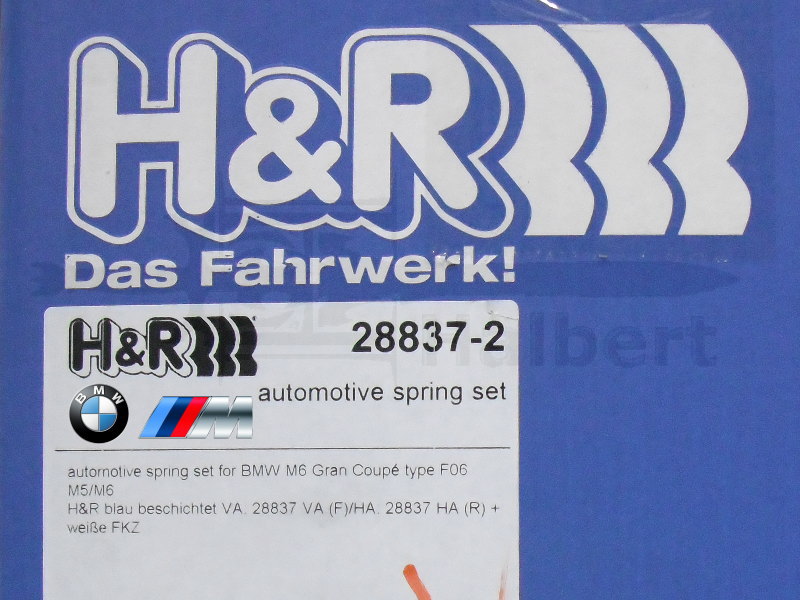 H&R
Das Fahrwerk!
Halbert
H&R 28837-2
BMW M automotive spring set
automotive spring set for BMW M6 Gran Coupé type F06
M5/M6
H&R blau beschichtet VA. 28837 VA (F)/HA. 28837 HA (R) +
weiße FKZ